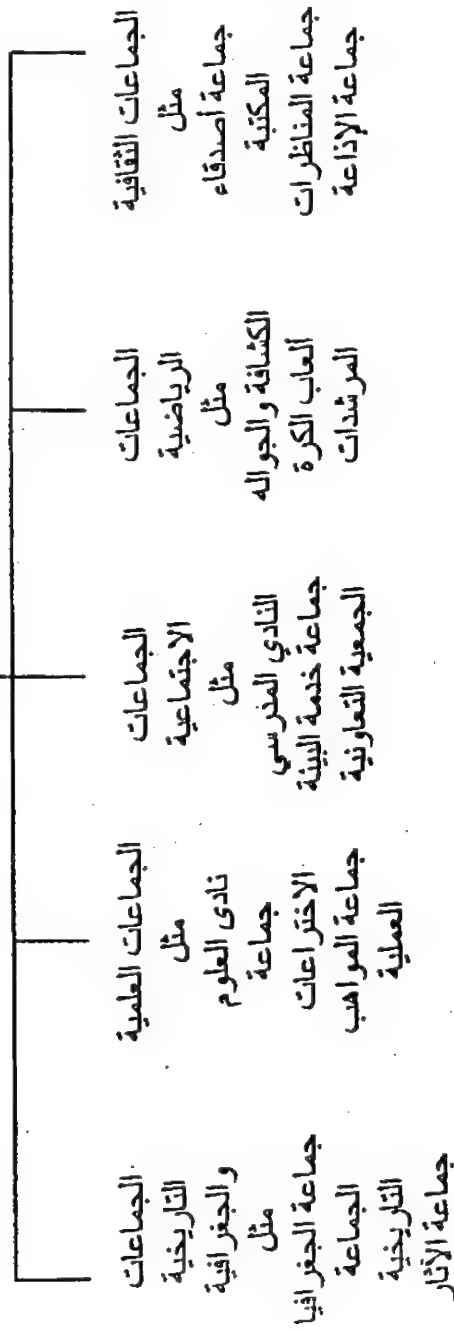 الجماعات الثقافية
مثل
جماعة أصدقاء
المكتبة
جماعة المناظرات
جماعة الإذاعة
الجماعات
الرياضية
مثل
الكشافة والجواله
ألعاب الكرة
المرشدات
الجماعات
الاجتماعية
مثل
النادي المدرسي
جماعة خدمة البيئة
الجمعية التعاونية
الجماعات العلمية
مثل
نادى العلوم
جماعة
الاختراعات
جماعة المواهب
العملية
الجماعات
التاريخية
والجغرافية
مثل
جماعة الجغرافيا
الجماعة
التاريخية
جماعة الآثار